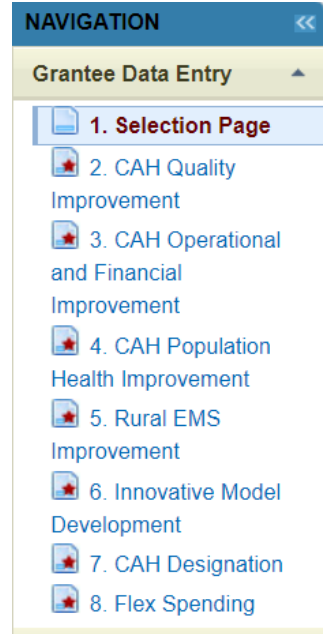 NAVIGATION
Grantee Data Entry
1. Selection Page
2. CAH Quality
Improvement
3. CAH Operational
and Financial
Improvement
4. CAH Population
Health Improvement
5. Rural EMS
Improvement
6. Innovative Model
Development
7. CAH Designation
8. Flex Spending